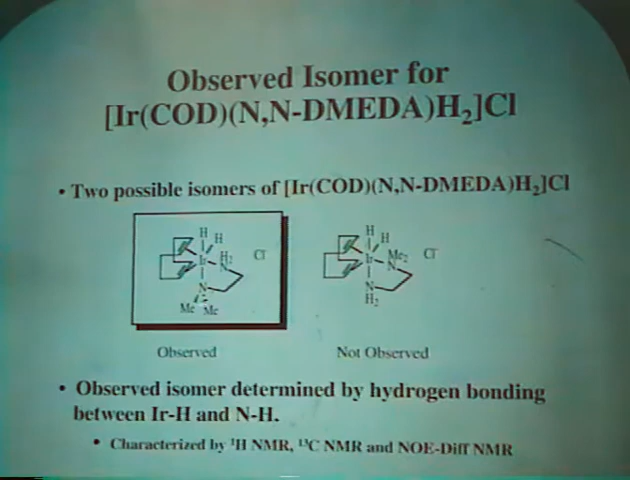 Observed Isomer for
[Ir(COD)(N,N-DMEDA)H₂]Cl
• Two possible isomers of [Ir(COD)(N,N-DMEDA)H₂]Cl
H H
Ir H₂ Cl⁻
N
N
Me Me
Observed
H H
Ir Me₂ Cl⁻
N
N
H₂
Not Observed
• Observed isomer determined by hydrogen bonding
between Ir-H and N-H.
• Characterized by ¹H NMR, ¹³C NMR and NOE-Diff NMR